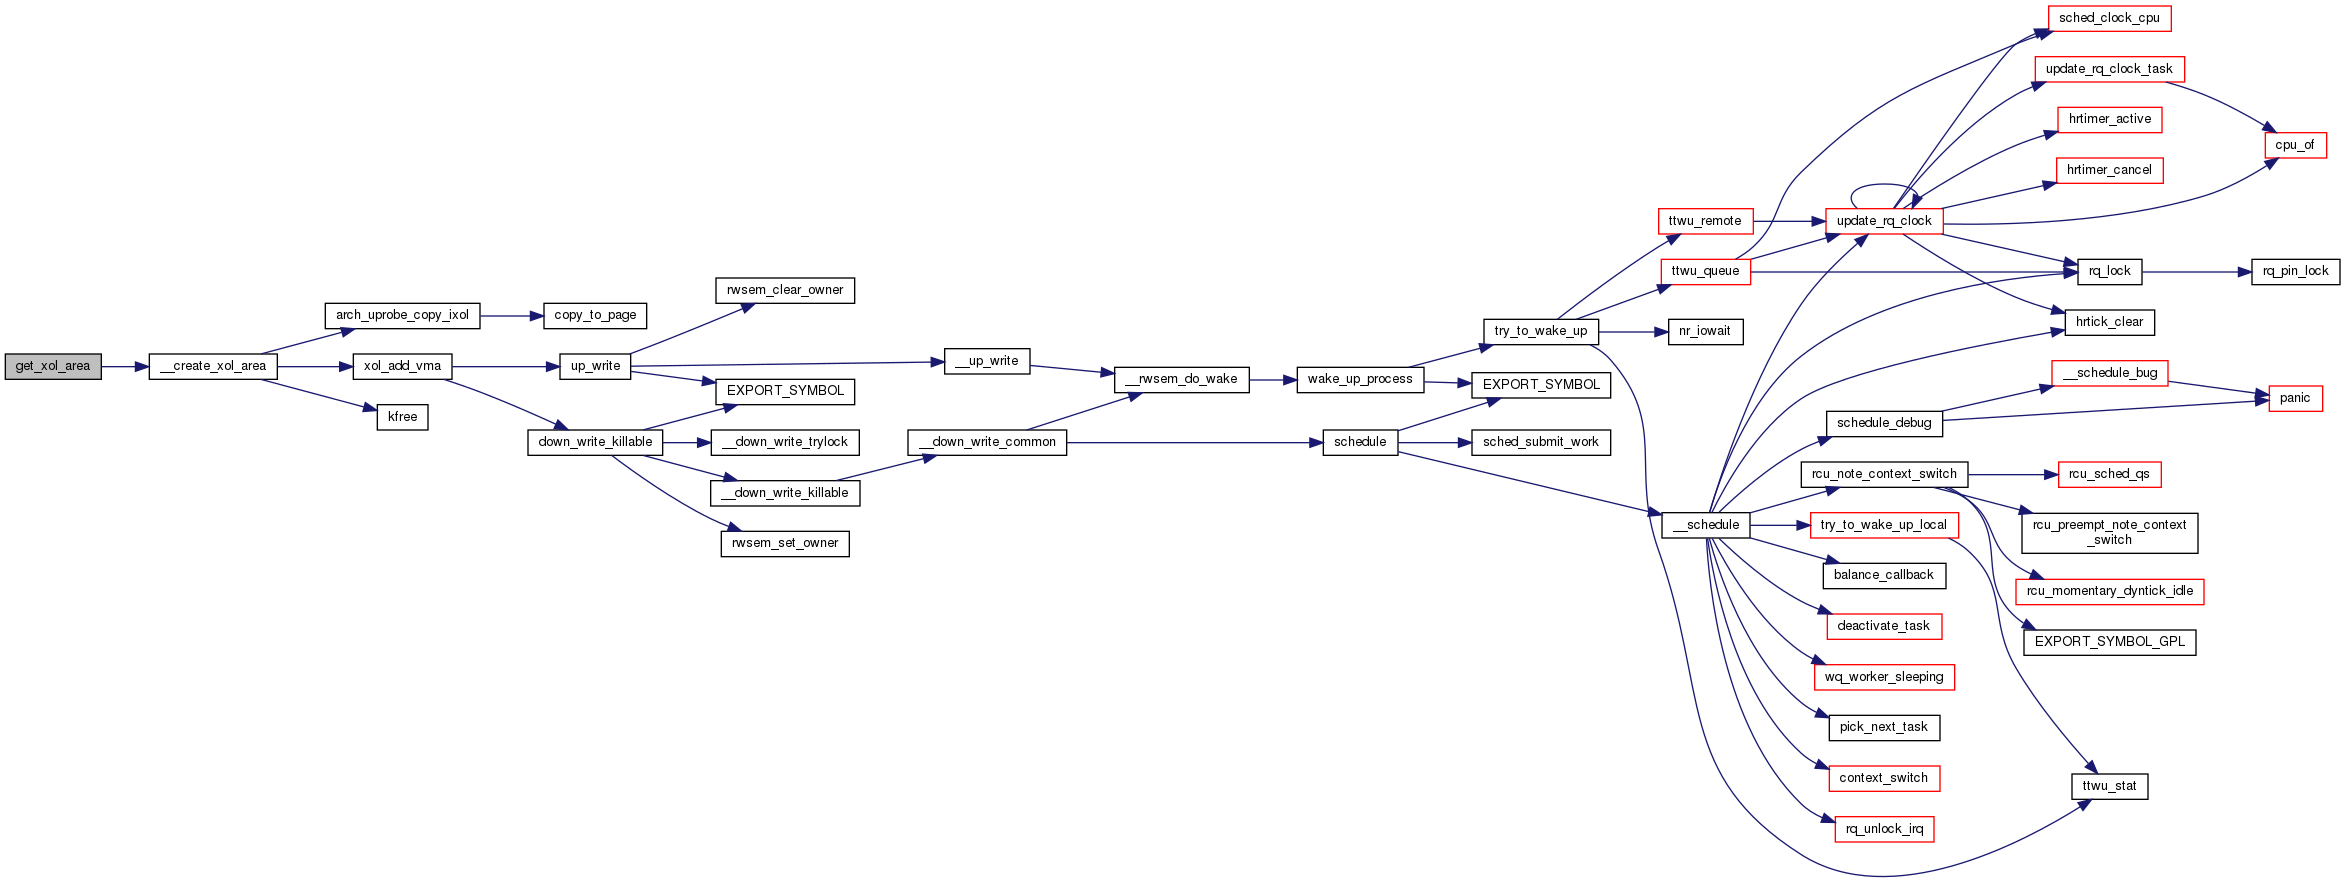 get_xol_area
__create_xol_area
arch_uprobe_copy_ixol
xol_add_vma
kfree
copy_to_page
up_write
down_write_killable
rwsem_clear_owner
EXPORT_SYMBOL
__down_write_trylock
__down_write_killable
rwsem_set_owner
__up_write
__down_write_common
__rwsem_do_wake
wake_up_process
schedule
try_to_wake_up
EXPORT_SYMBOL
sched_submit_work
ttwu_remote
ttwu_queue
nr_iowait
__schedule
update_rq_clock
schedule_debug
rcu_note_context_switch
try_to_wake_up_local
balance_callback
deactivate_task
wq_worker_sleeping
pick_next_task
context_switch
rq_unlock_irq
sched_clock_cpu
update_rq_clock_task
hrtimer_active
hrtimer_cancel
rq_lock
hrtick_clear
__schedule_bug
rcu_sched_qs
rcu_preempt_note_context
_switch
rcu_momentary_dyntick_idle
EXPORT_SYMBOL_GPL
ttwu_stat
cpu_of
rq_pin_lock
panic